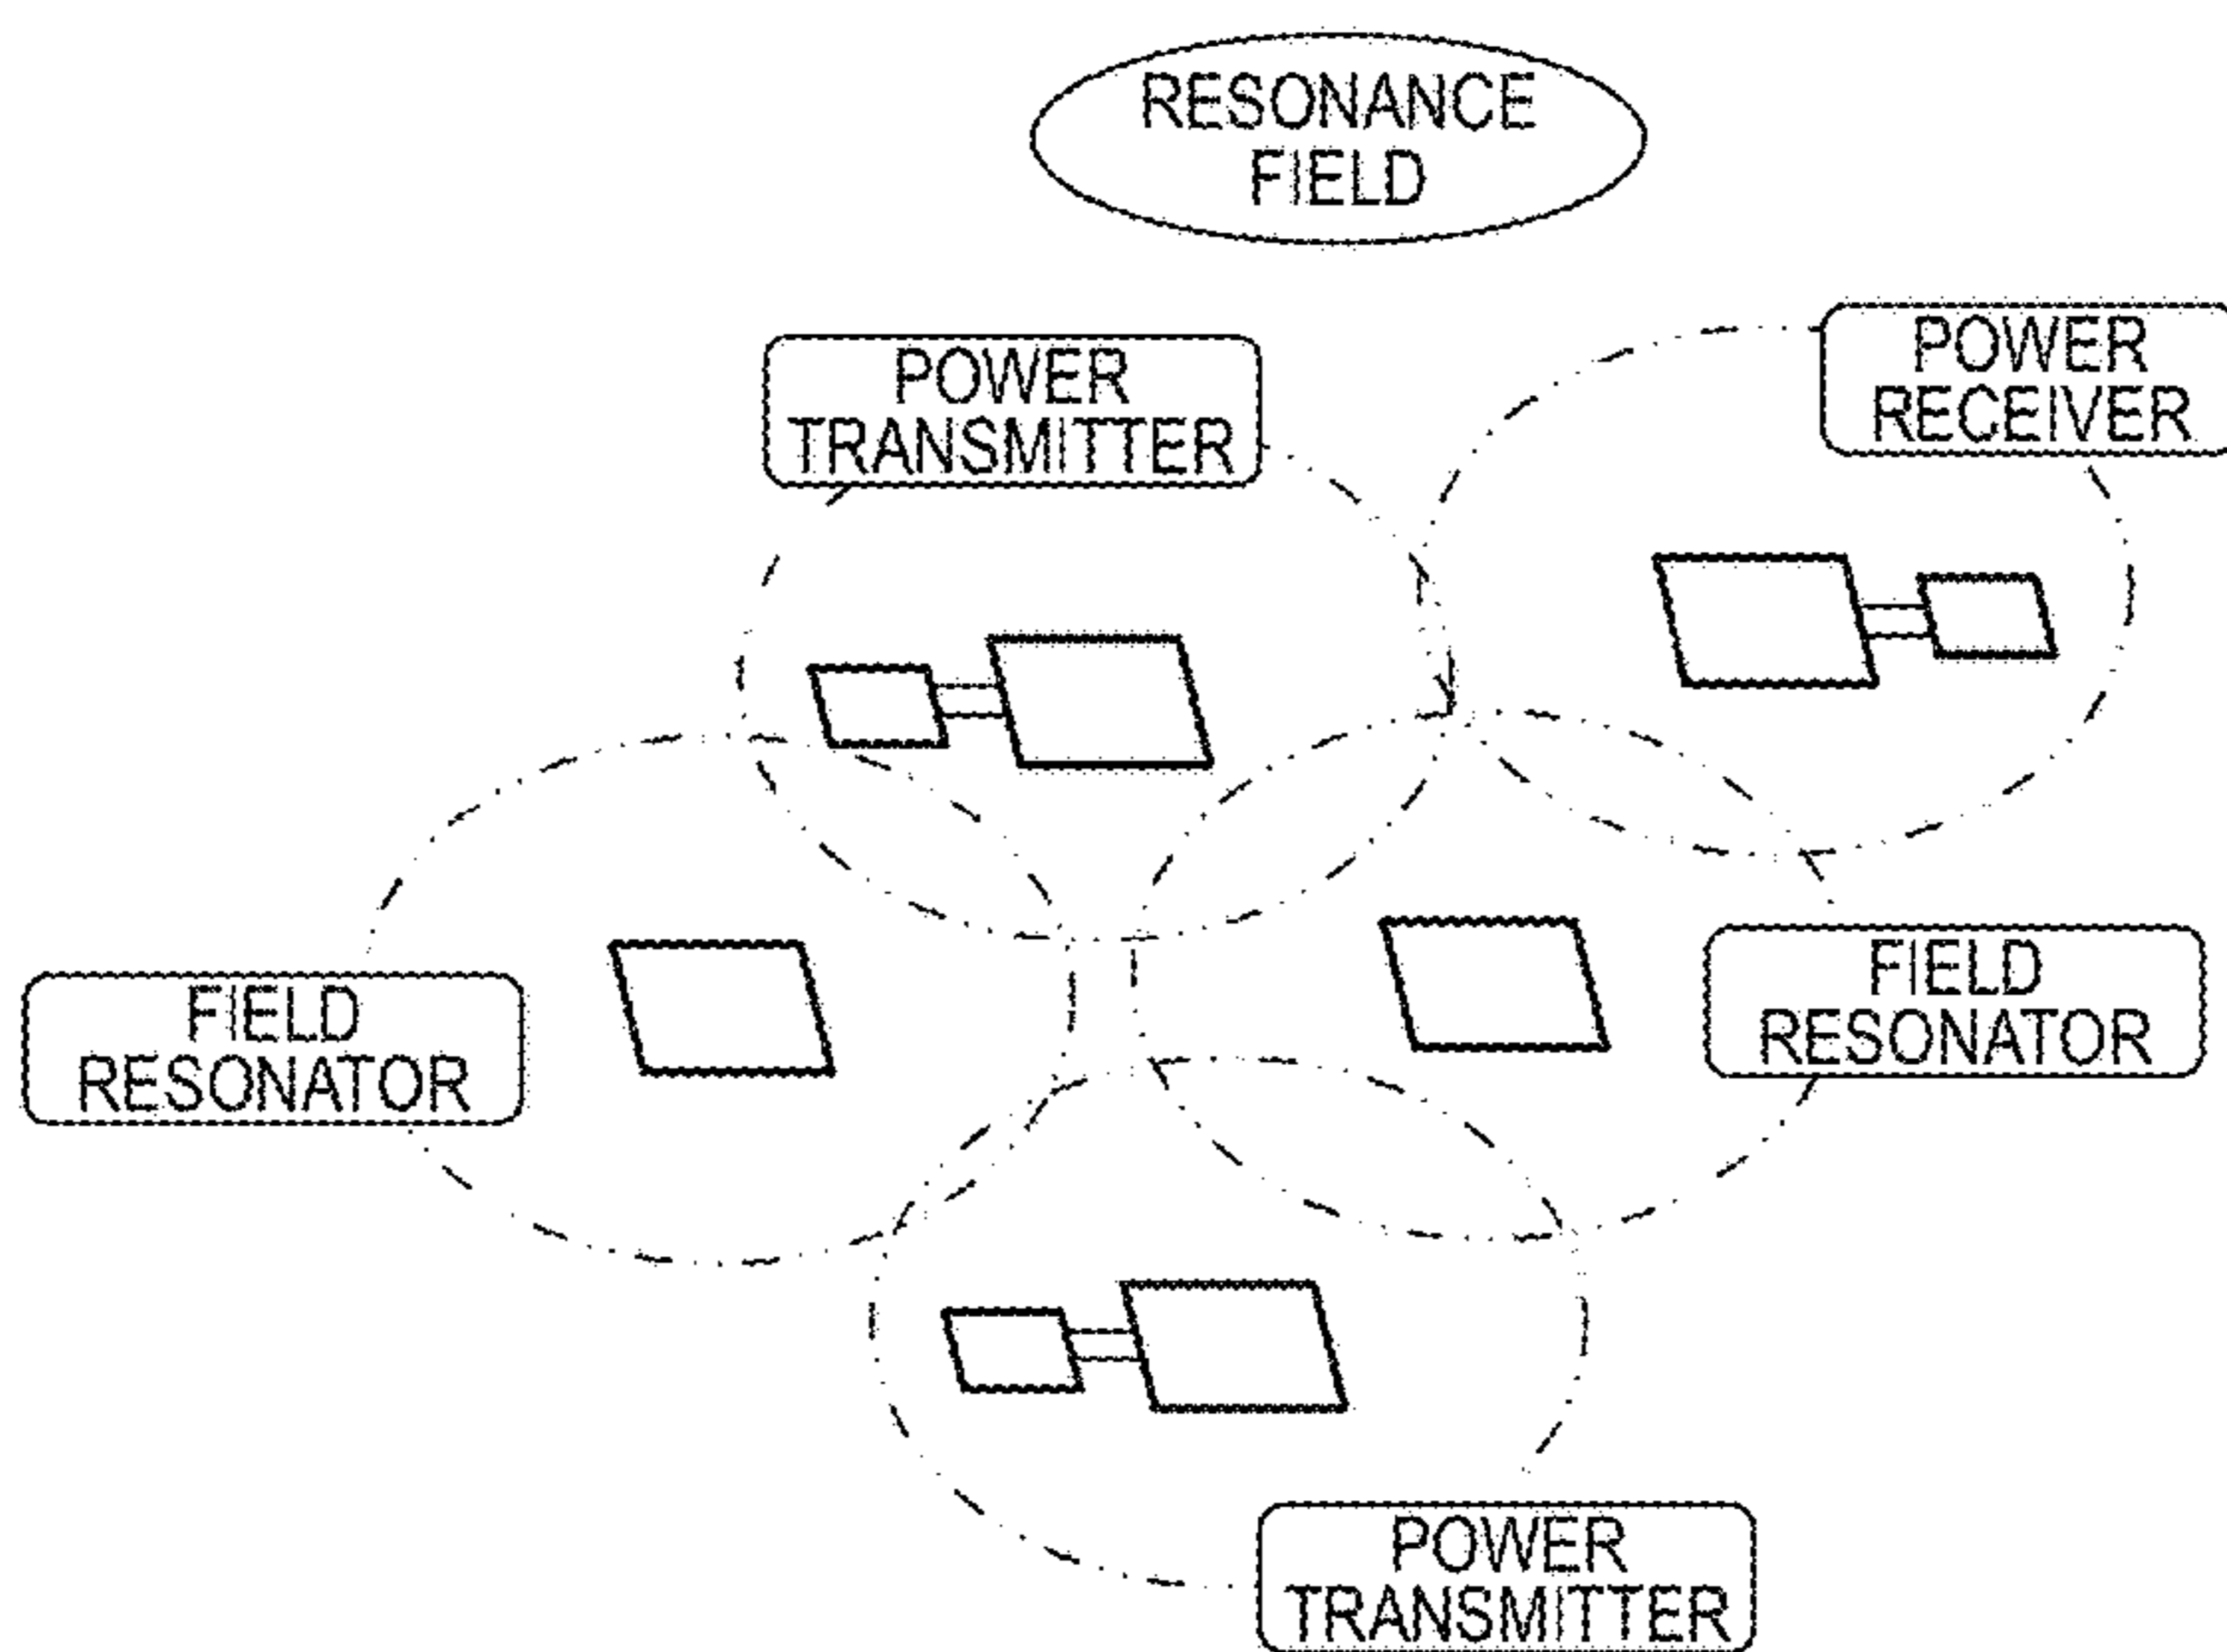 RESONANCE
FIELD
POWER
TRANSMITTER
POWER
RECEIVER
FIELD
RESONATOR
FIELD
RESONATOR
POWER
TRANSMITTER